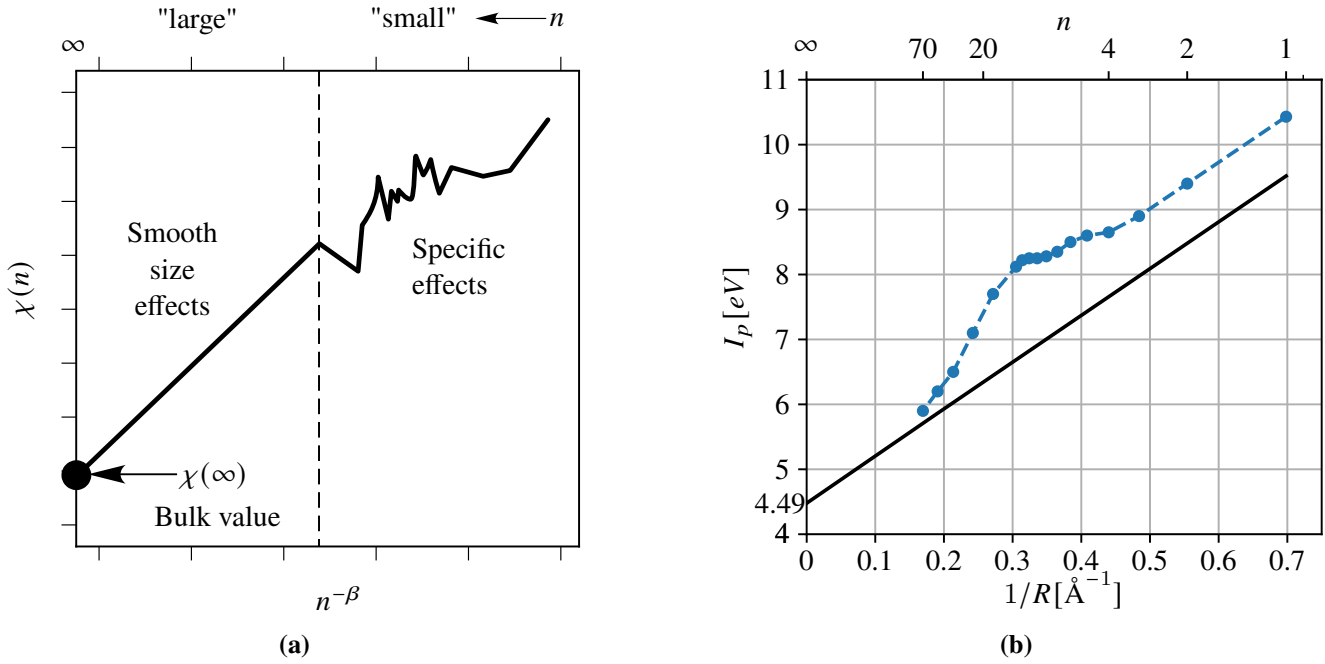 "large"
"small"
n
∞
χ(n)
Smooth
size
effects
Specific
effects
χ(∞)
Bulk value
n^{-β}
(a)
n
∞ 70 20 4 2 1
11
10
9
8
7
6
5
4.49
4
I_p[eV]
0 0.1 0.2 0.3 0.4 0.5 0.6 0.7
1/R[Å^{-1}]
(b)